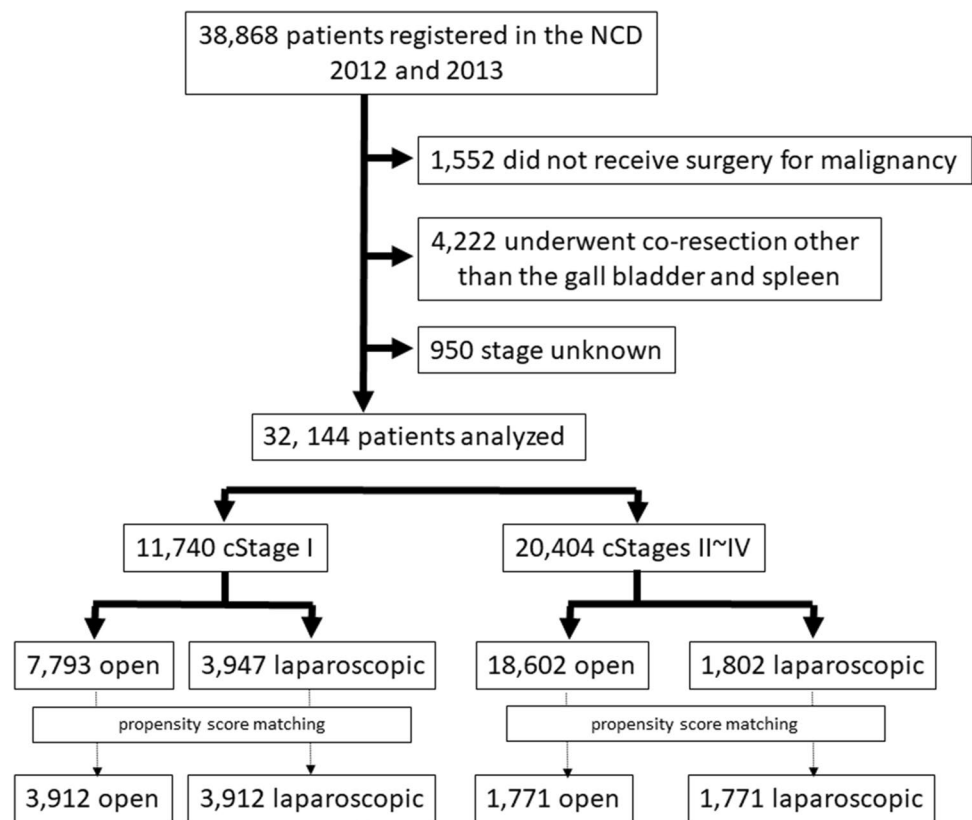 38,868 patients registered in the NCD
2012 and 2013
1,552 did not receive surgery for malignancy
4,222 underwent co-resection other
than the gall bladder and spleen
950 stage unknown
32, 144 patients analyzed
11,740 cStage I
20,404 cStages II~IV
7,793 open
3,947 laparoscopic
18,602 open
1,802 laparoscopic
propensity score matching
propensity score matching
3,912 open
3,912 laparoscopic
1,771 open
1,771 laparoscopic